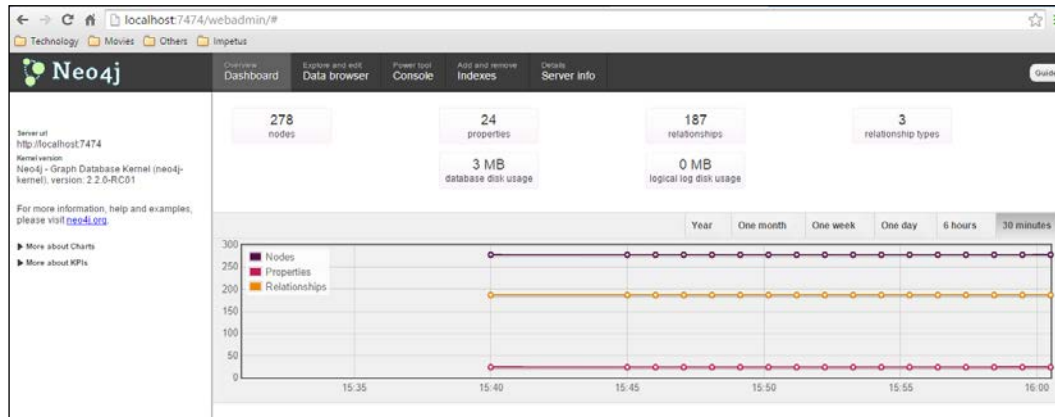 localhost:7474/webadmin/#
Technology Movies Others Impetus
Neo4j
Overview
Dashboard
Explore and edit
Data browser
Power tool
Console
Add and remove
Indexes
Details
Server info
Guide
Server url
http://localhost:7474
Kernel version
Neo4j - Graph Database Kernel (neo4j-
kernel), version: 2.2.0-RC01
For more information, help and examples,
please visit neo4j.org.
More about Charts
More about KPIs
278
nodes
24
properties
187
relationships
3
relationship types
3 MB
database disk usage
0 MB
logical log disk usage
Year One month One week One day 6 hours 30 minutes
300
250
200
150
100
50
0
Nodes
Properties
Relationships
15:35 15:40 15:45 15:50 15:55 16:00